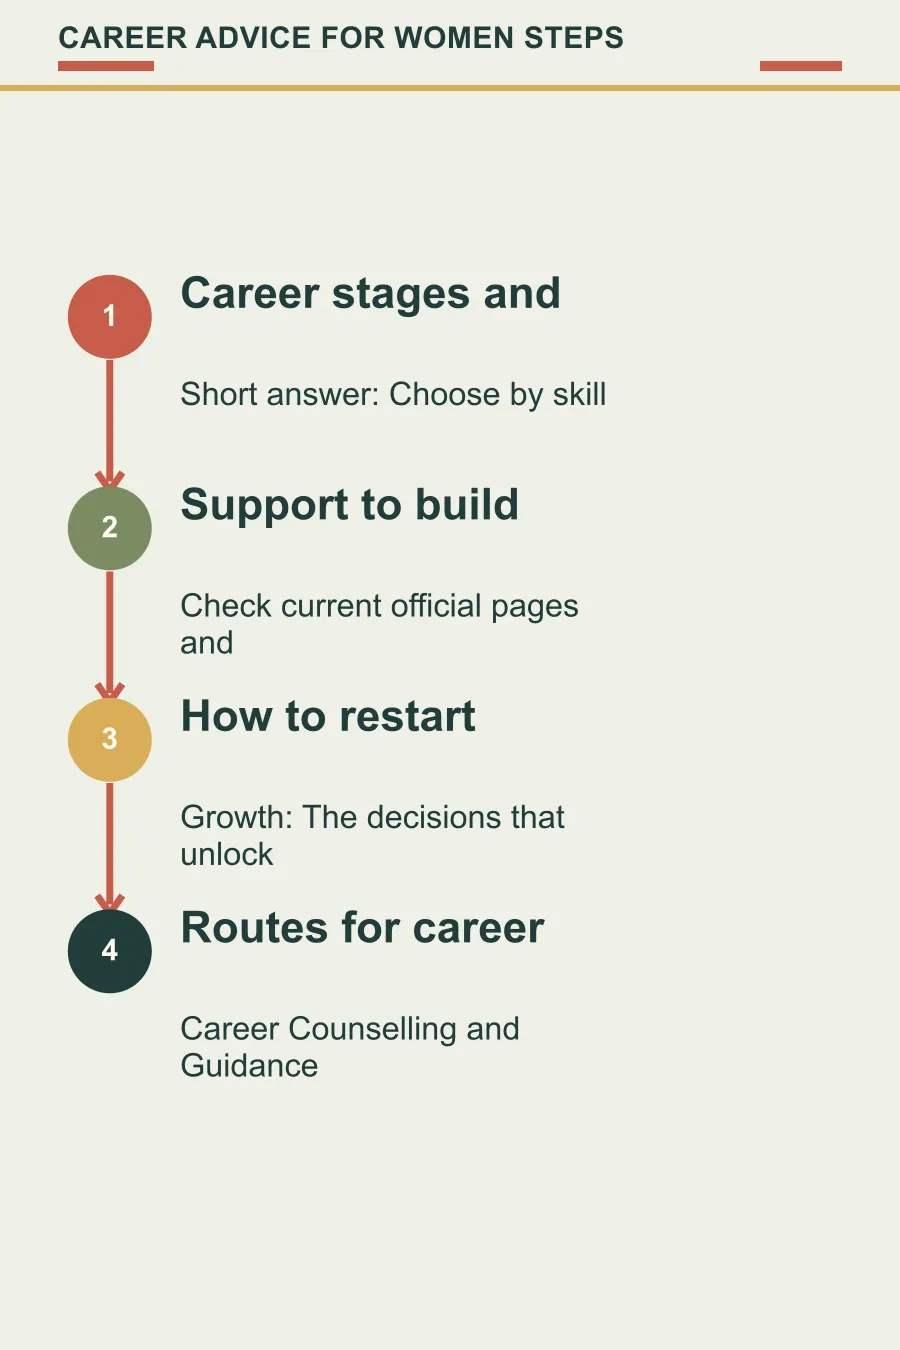 CAREER ADVICE FOR WOMEN STEPS
1
Career stages and
Short answer: Choose by skill
2
Support to build
Check current official pages
and
3
How to restart
Growth: The decisions that
unlock
4
Routes for career
Career Counselling and
Guidance